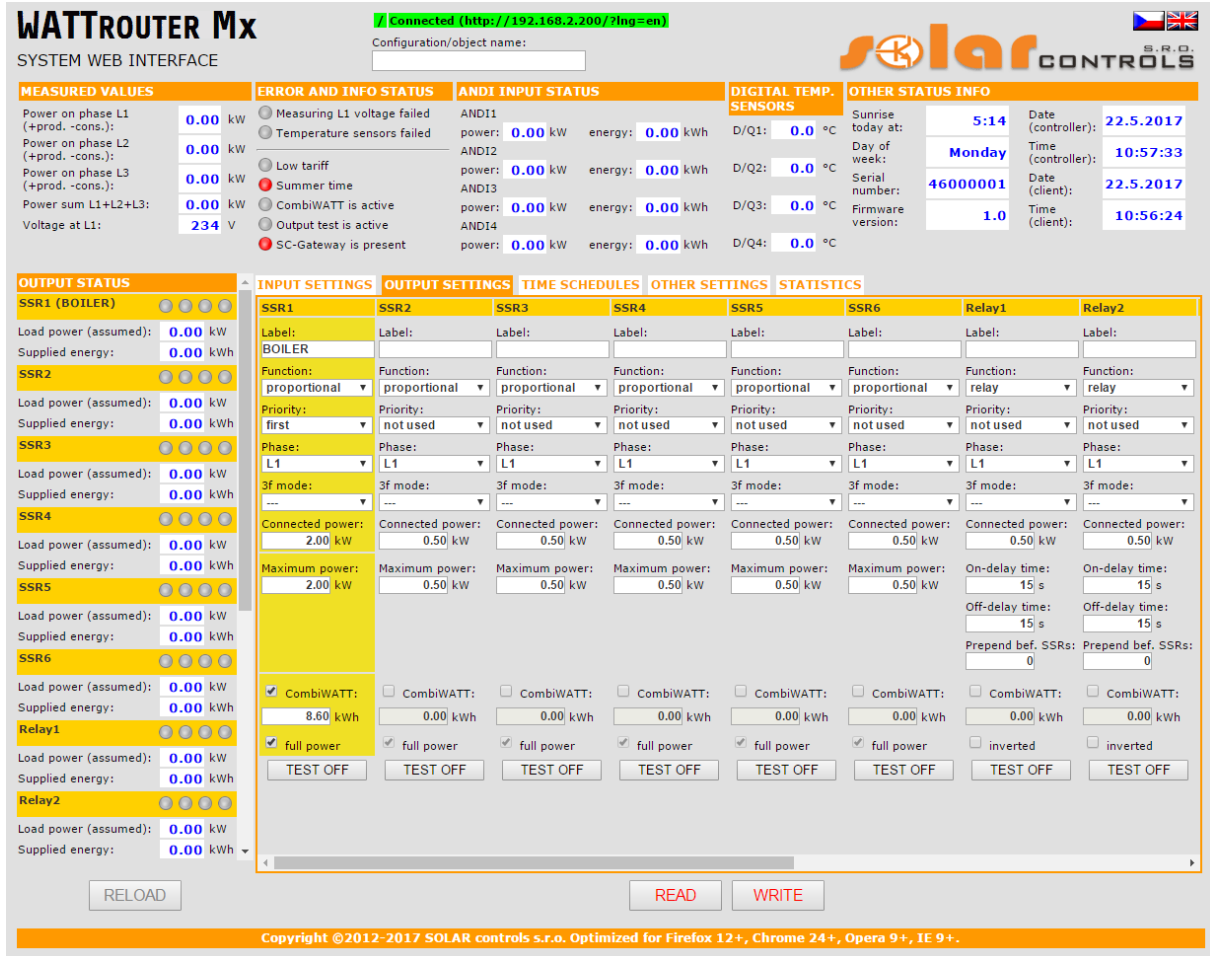 WATTROUTER Mx
SYSTEM WEB INTERFACE
/ Connected (http://192.168.2.200/?lng=en)
Configuration/object name:
solar CONTROLS S.R.O.
MEASURED VALUES
Power on phase L1 (+prod. -cons.): 0.00 kW
Power on phase L2 (+prod. -cons.): 0.00 kW
Power on phase L3 (+prod. -cons.): 0.00 kW
Power sum L1+L2+L3: 0.00 kW
Voltage at L1: 234 V
ERROR AND INFO STATUS
Measuring L1 voltage failed
Temperature sensors failed
Low tariff
Summer time
CombiWATT is active
Output test is active
SC-Gateway is present
ANDI INPUT STATUS
ANDI1
power: 0.00 kW energy: 0.00 kWh
ANDI2
power: 0.00 kW energy: 0.00 kWh
ANDI3
power: 0.00 kW energy: 0.00 kWh
ANDI4
power: 0.00 kW energy: 0.00 kWh
DIGITAL TEMP. SENSORS
D/Q1: 0.0 °C
D/Q2: 0.0 °C
D/Q3: 0.0 °C
D/Q4: 0.0 °C
OTHER STATUS INFO
Sunrise today at: 5:14 Date (controller): 22.5.2017
Day of week: Monday Time (controller): 10:57:33
Serial number: 46000001 Date (client): 22.5.2017
Firmware version: 1.0 Time (client): 10:56:24
OUTPUT STATUS
SSR1 (BOILER)
Load power (assumed): 0.00 kW
Supplied energy: 0.00 kWh
SSR2
Load power (assumed): 0.00 kW
Supplied energy: 0.00 kWh
SSR3
Load power (assumed): 0.00 kW
Supplied energy: 0.00 kWh
SSR4
Load power (assumed): 0.00 kW
Supplied energy: 0.00 kWh
SSR5
Load power (assumed): 0.00 kW
Supplied energy: 0.00 kWh
SSR6
Load power (assumed): 0.00 kW
Supplied energy: 0.00 kWh
Relay1
Load power (assumed): 0.00 kW
Supplied energy: 0.00 kWh
Relay2
Load power (assumed): 0.00 kW
Supplied energy: 0.00 kWh
INPUT SETTINGS OUTPUT SETTINGS TIME SCHEDULES OTHER SETTINGS STATISTICS
SSR1 SSR2 SSR3 SSR4 SSR5 SSR6 Relay1 Relay2
Label: Label: Label: Label: Label: Label: Label: Label:
BOILER
Function: Function: Function: Function: Function: Function: Function: Function:
proportional proportional proportional proportional proportional proportional relay relay
Priority: Priority: Priority: Priority: Priority: Priority: Priority: Priority:
first not used not used not used not used not used not used not used
Phase: Phase: Phase: Phase: Phase: Phase: Phase: Phase:
L1 L1 L1 L1 L1 L1 L1 L1
3f mode: 3f mode: 3f mode: 3f mode: 3f mode: 3f mode: 3f mode: 3f mode:
--- --- --- --- --- --- --- ---
Connected power: Connected power: Connected power: Connected power: Connected power: Connected power: Connected power: Connected power:
2.00 kW 0.50 kW 0.50 kW 0.50 kW 0.50 kW 0.50 kW 0.50 kW 0.50 kW
Maximum power: Maximum power: Maximum power: Maximum power: Maximum power: Maximum power: On-delay time: On-delay time:
2.00 kW 0.50 kW 0.50 kW 0.50 kW 0.50 kW 0.50 kW 15 s 15 s
Off-delay time: Off-delay time:
15 s 15 s
Prepend bef. SSRs: Prepend bef. SSRs:
0 0
CombiWATT: CombiWATT: CombiWATT: CombiWATT: CombiWATT: CombiWATT: CombiWATT: CombiWATT:
8.60 kWh 0.00 kWh 0.00 kWh 0.00 kWh 0.00 kWh 0.00 kWh 0.00 kWh 0.00 kWh
full power full power full power full power full power full power inverted inverted
TEST OFF TEST OFF TEST OFF TEST OFF TEST OFF TEST OFF TEST OFF TEST OFF
RELOAD READ WRITE
Copyright ©2012-2017 SOLAR controls s.r.o. Optimized for Firefox 12+, Chrome 24+, Opera 9+, IE 9+.